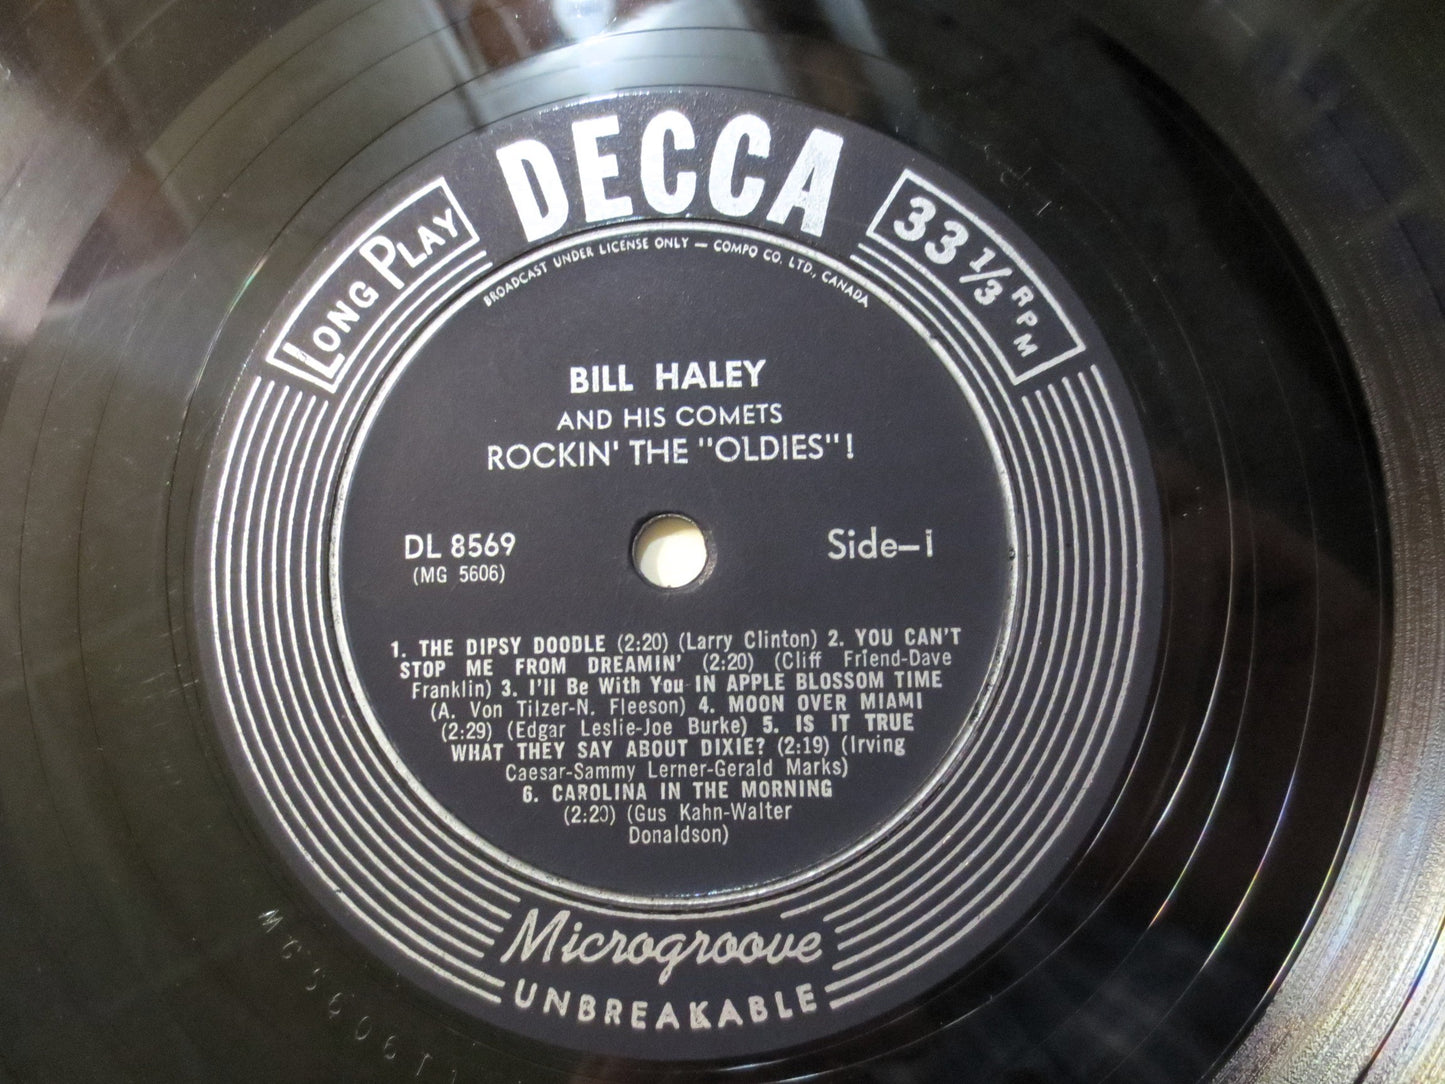 DECCA
LONG PLAY
33 1/3 RPM
BROADCAST UNDER LICENSE ONLY — COMPO CO. LTD., CANADA
BILL HALEY
AND HIS COMETS
ROCKIN' THE "OLDIES"!
DL 8569
(MG 5606)
Side—1
1. THE DIPSY DOODLE (2:20) (Larry Clinton) 2. YOU CAN'T
STOP ME FROM DREAMIN' (2:20) (Cliff Friend-Dave
Franklin) 3. I'll Be With You IN APPLE BLOSSOM TIME
(A. Von Tilzer-N. Fleeson) 4. MOON OVER MIAMI
(2:29) (Edgar Leslie-Joe Burke) 5. IS IT TRUE
WHAT THEY SAY ABOUT DIXIE? (2:19) (Irving
Caesar-Sammy Lerner-Gerald Marks)
6. CAROLINA IN THE MORNING
(2:20) (Gus Kahn-Walter
Donaldson)
Microgroove
UNBREAKABLE